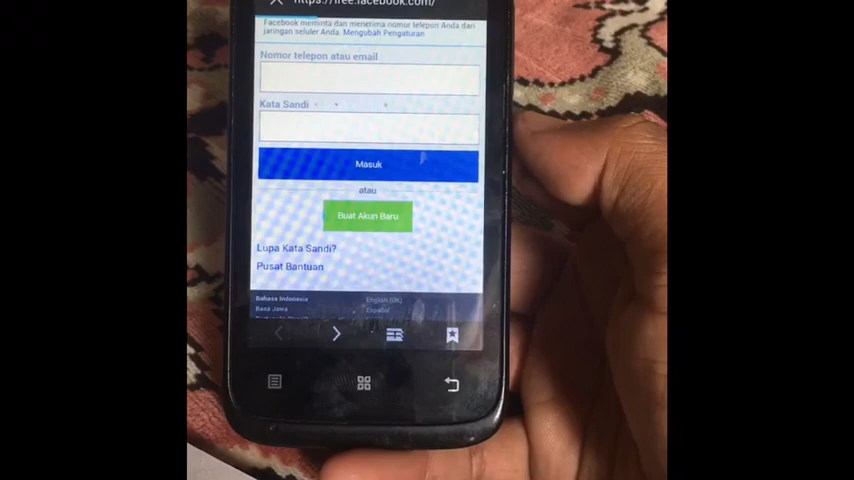 https://free.facebook.com/
Facebook meminta dan menerima nomor telepon Anda dari
jaringan seluler Anda. Mengubah Pengaturan
Nomor telepon atau email
Kata Sandi
Masuk
atau
Buat Akun Baru
Lupa Kata Sandi?
Pusat Bantuan
Bahasa Indonesia
English (UK)
Basa Jawa
Español